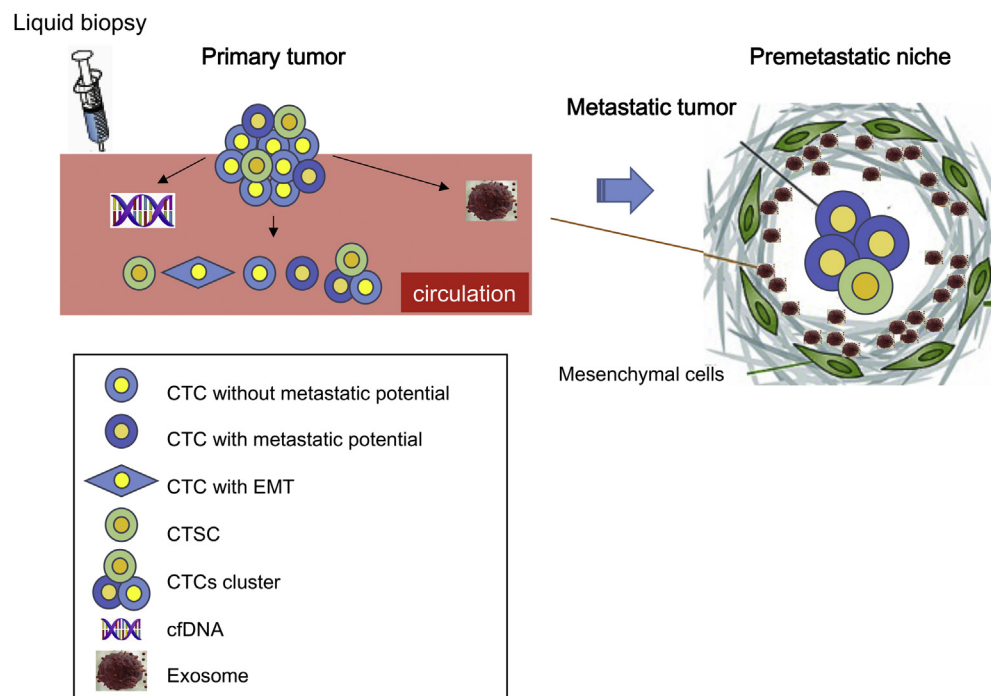 Liquid biopsy
Primary tumor
Premetastatic niche
Metastatic tumor
circulation
Mesenchymal cells
CTC without metastatic potential
CTC with metastatic potential
CTC with EMT
CTSC
CTCs cluster
cfDNA
Exosome